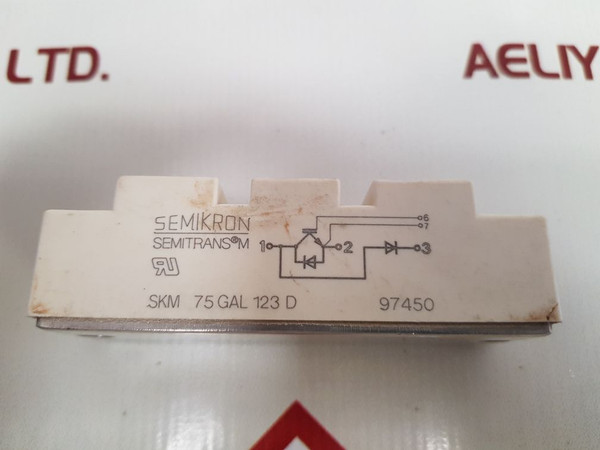 LTD.
AELIY
SEMIKRON
SEMITRANS®M
1 2 3
6
7
SKM 75 GAL 123 D 97450